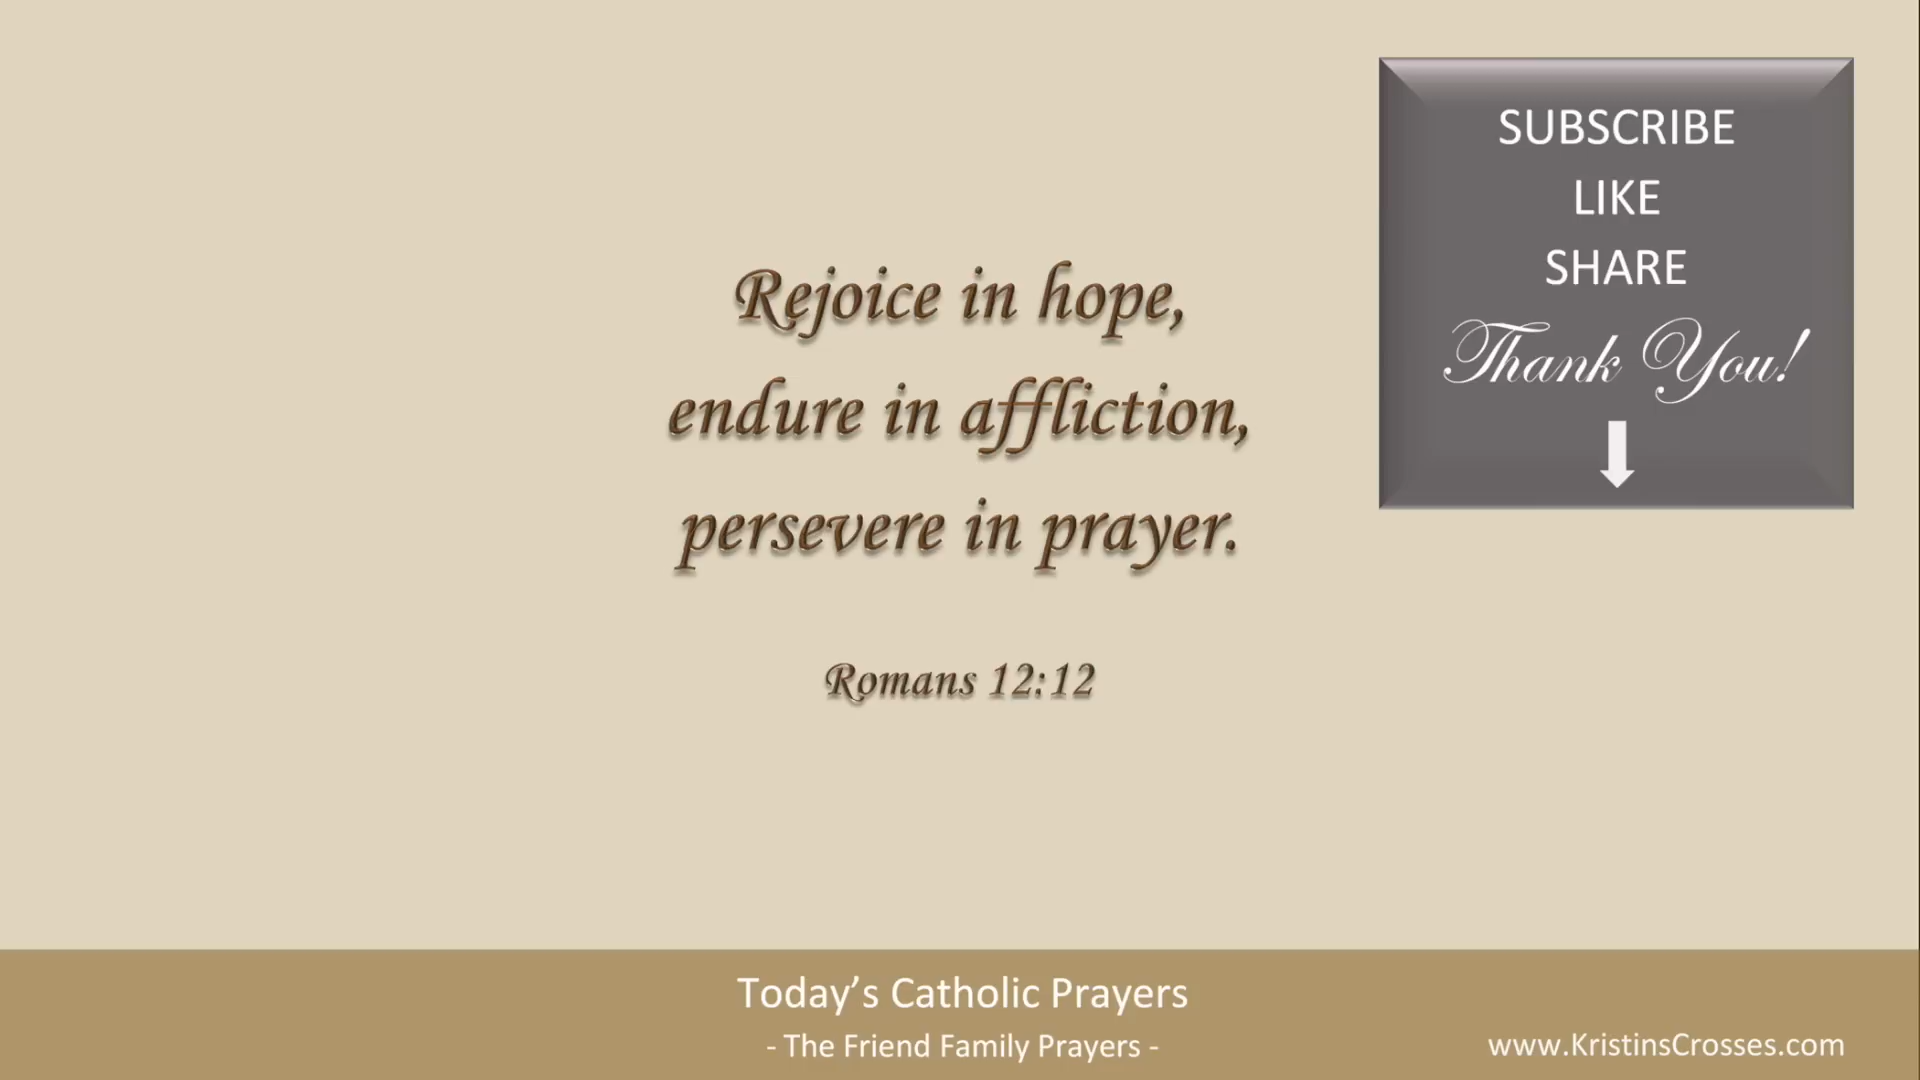 Rejoice in hope,
endure in affliction,
persevere in prayer.
Romans 12:12
SUBSCRIBE
LIKE
SHARE
Thank You!
Today’s Catholic Prayers
- The Friend Family Prayers -
www.KristinsCrosses.com